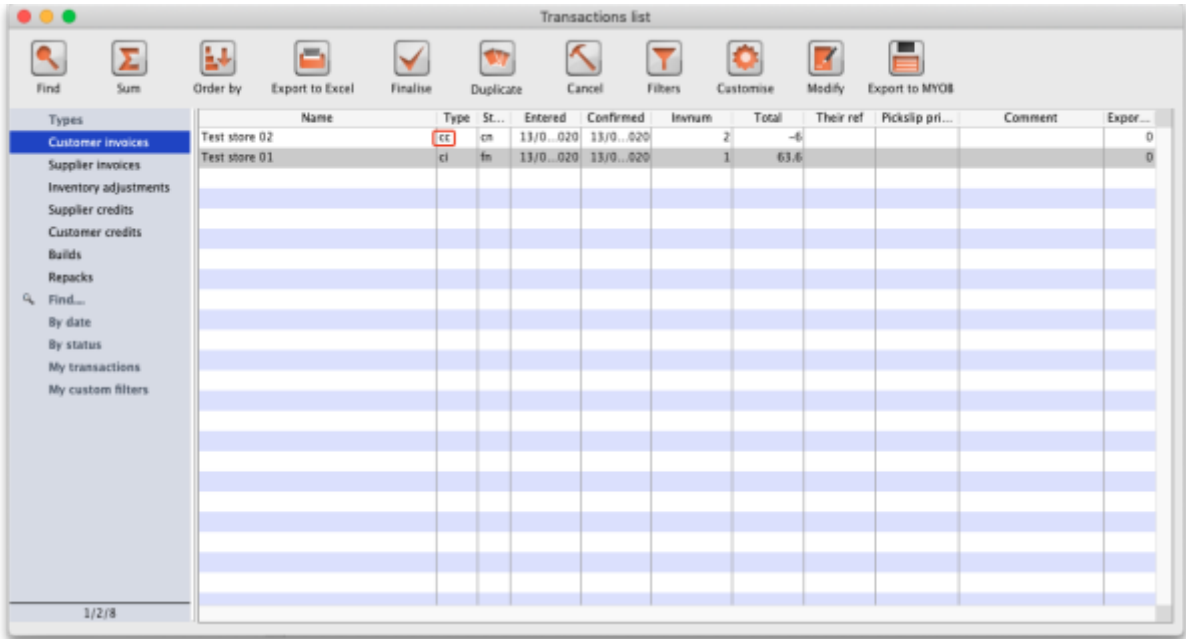 Transactions list
Find Sum Order by Export to Excel Finalise Duplicate Cancel Filters Customise Modify Export to MYOB
Types
Customer invoices
Supplier invoices
Inventory adjustments
Supplier credits
Customer credits
Builds
Repacks
Find...
By date
By status
My transactions
My custom filters
1/2/8
Name Type St... Entered Confirmed Invnum Total Their ref Pickslip pri... Comment Expor...
Test store 02 cc cn 13/0...020 13/0...020 2 -6 0
Test store 01 ci fn 13/0...020 13/0...020 1 63.6 0